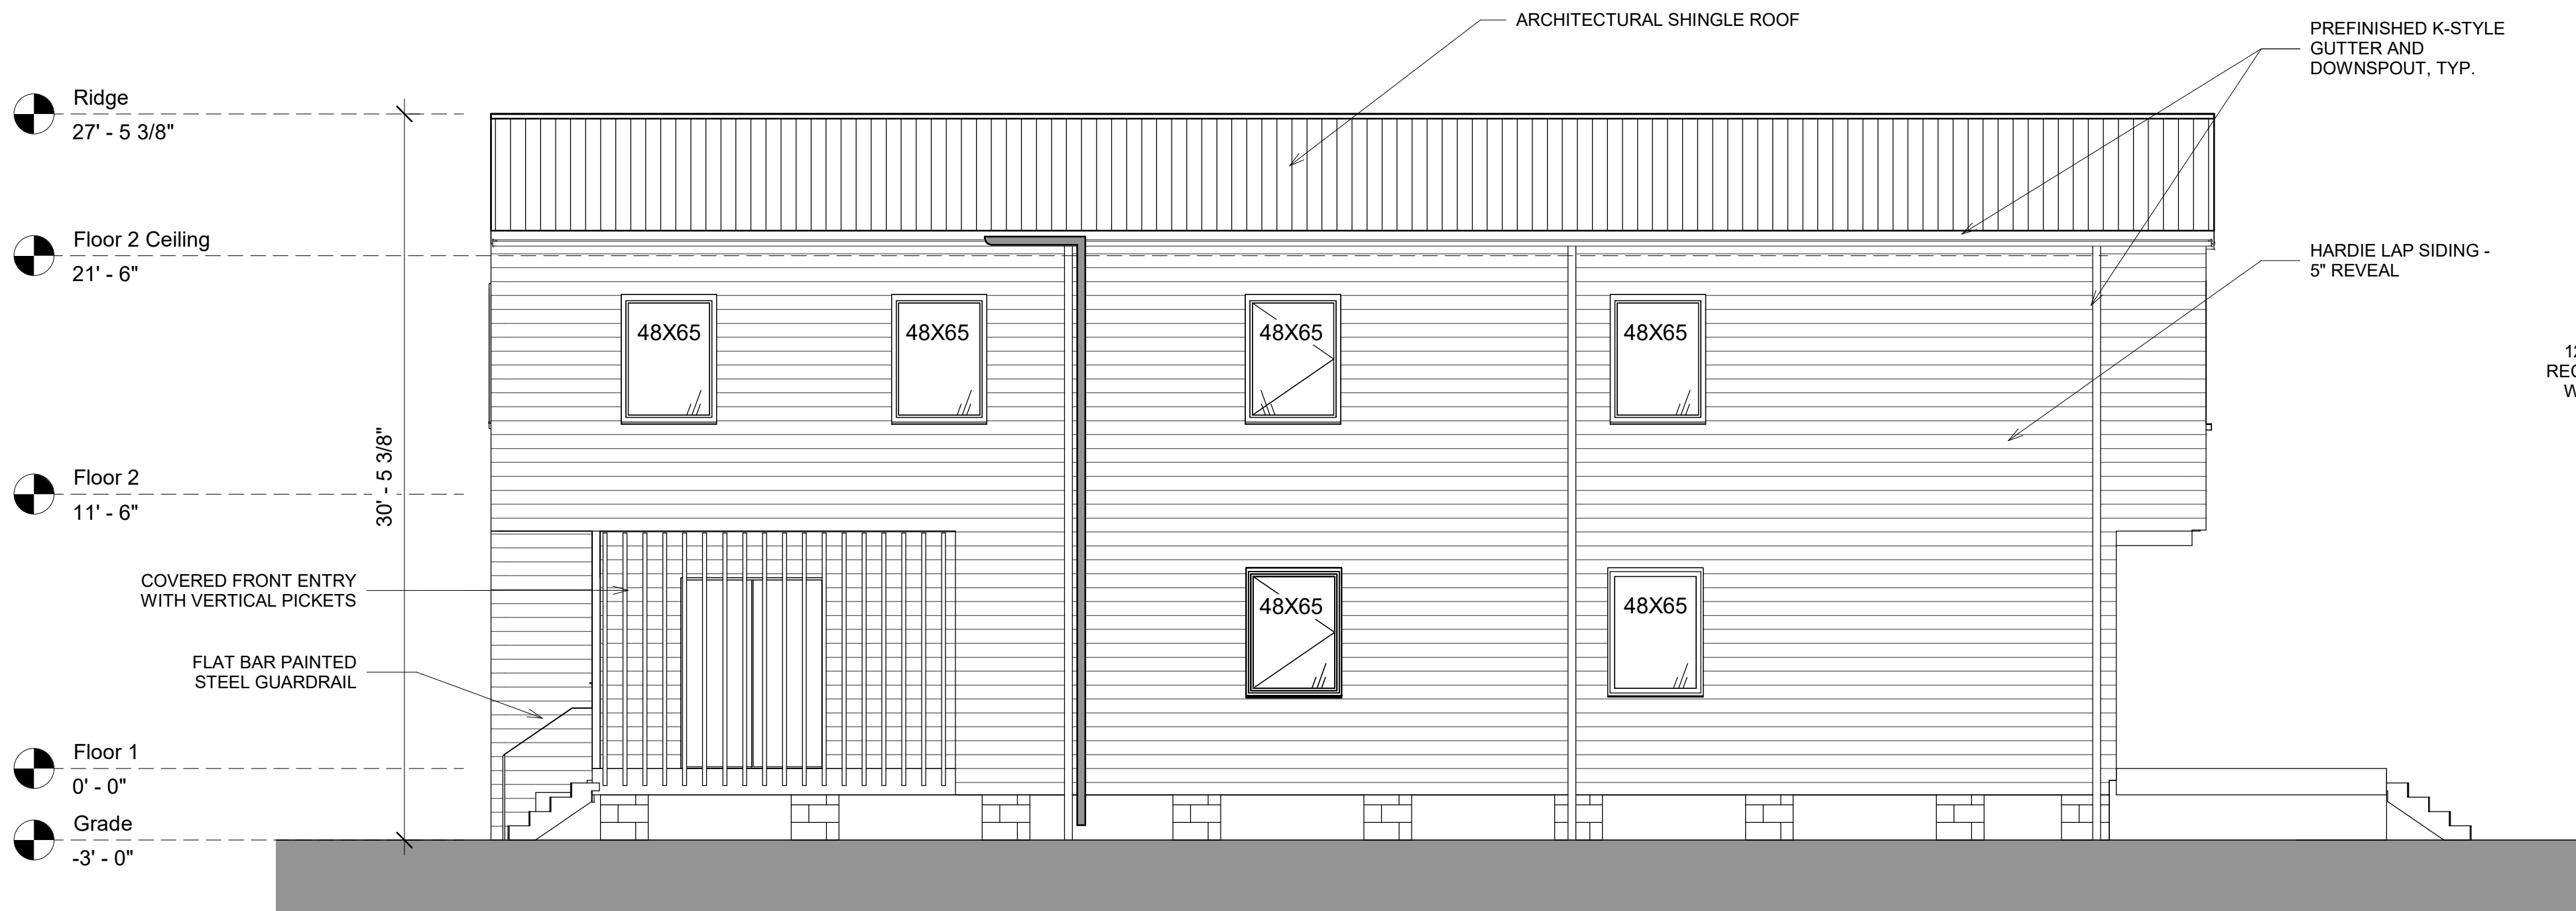 ARCHITECTURAL SHINGLE ROOF
PREFINISHED K-STYLE
GUTTER AND
DOWNSPOUT, TYP.
Ridge
27' - 5 3/8"
Floor 2 Ceiling
21' - 6"
HARDIE LAP SIDING -
5" REVEAL
48X65
48X65
48X65
48X65
12
REC
W
30' - 5 3/8"
Floor 2
11' - 6"
COVERED FRONT ENTRY
WITH VERTICAL PICKETS
48X65
48X65
FLAT BAR PAINTED
STEEL GUARDRAIL
Floor 1
0' - 0"
Grade
-3' - 0"